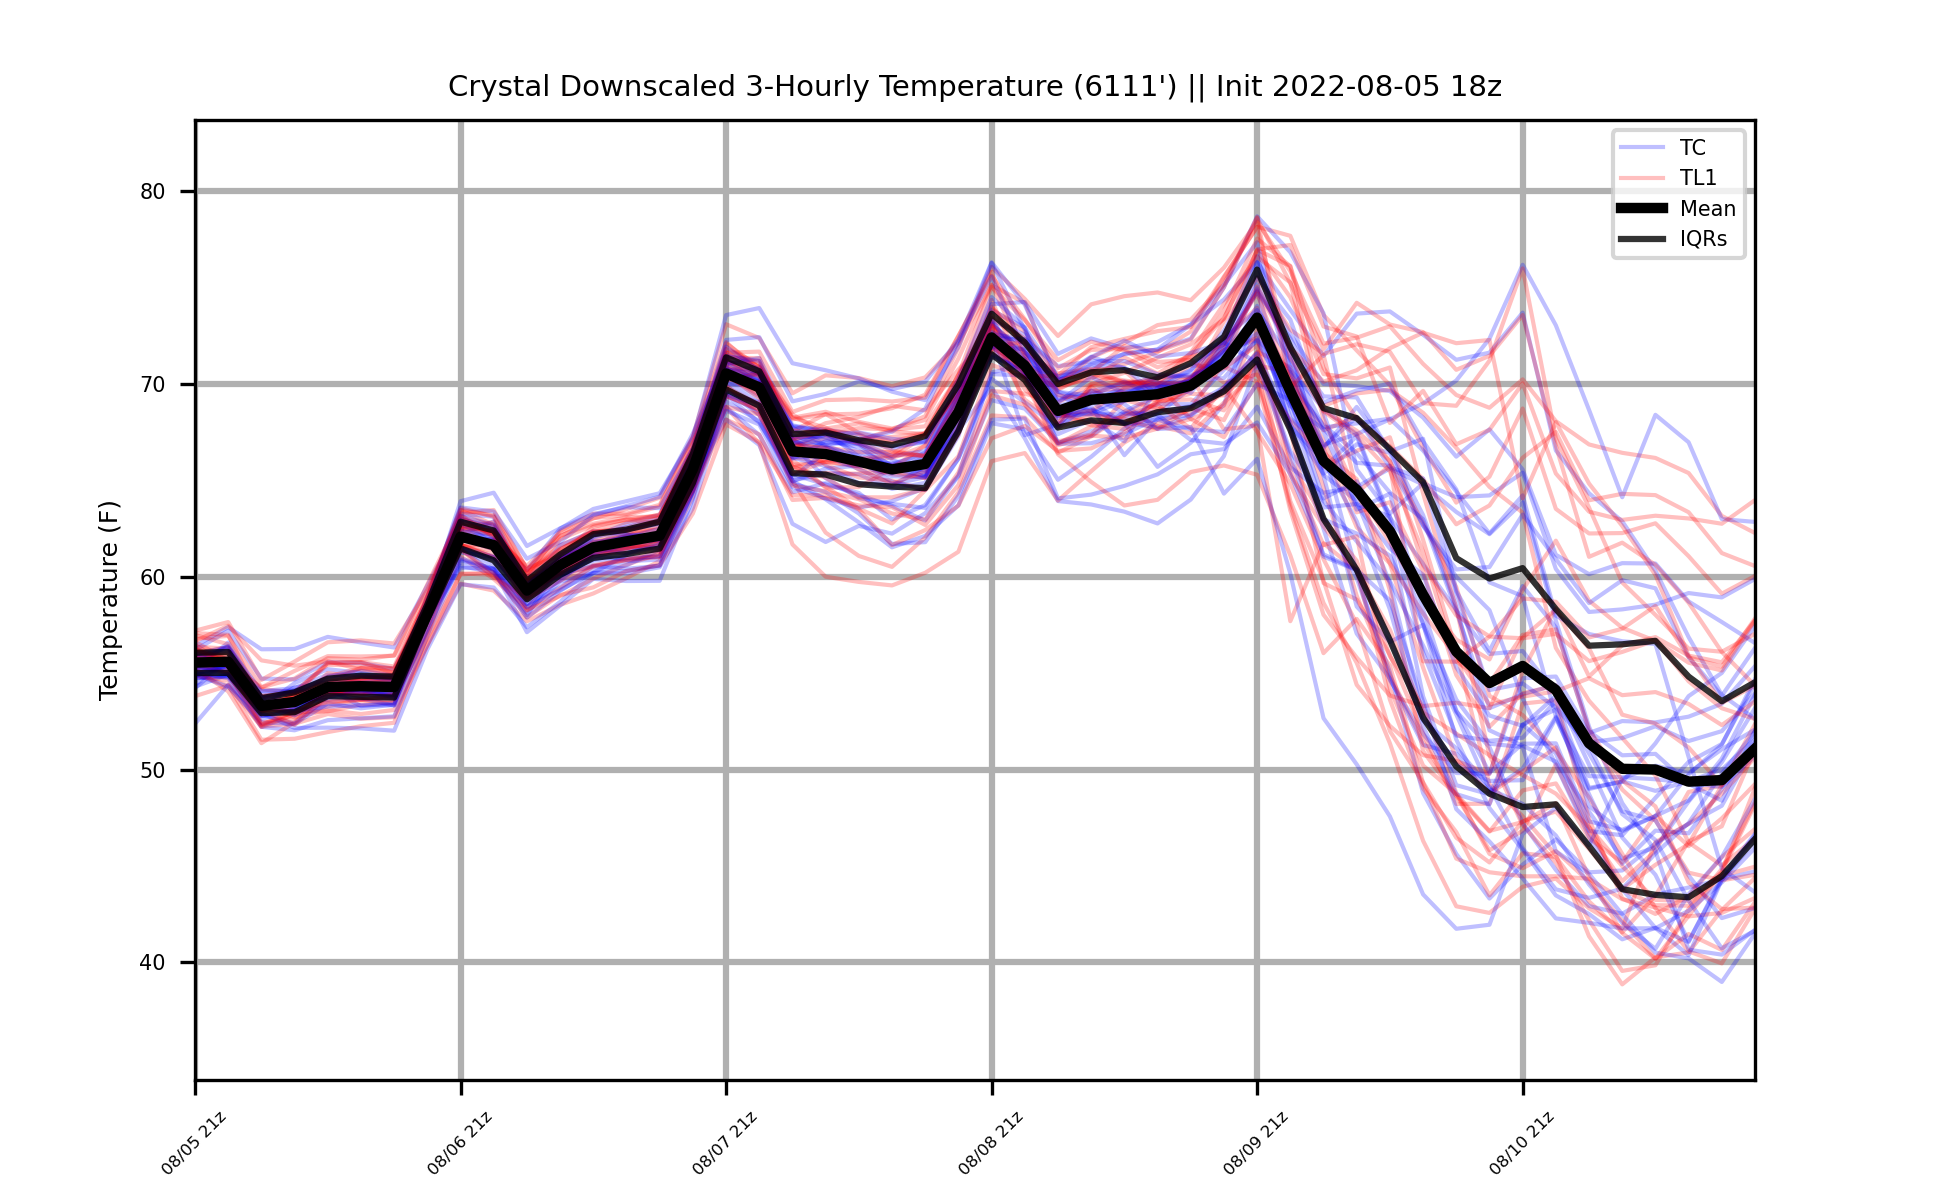 Crystal Downscaled 3-Hourly Temperature (6111') || Init 2022-08-05 18z
TC
TL1
Mean
IQRs
Temperature (F)
80
70
60
50
40
08/05 21z
08/06 21z
08/07 21z
08/08 21z
08/09 21z
08/10 21z